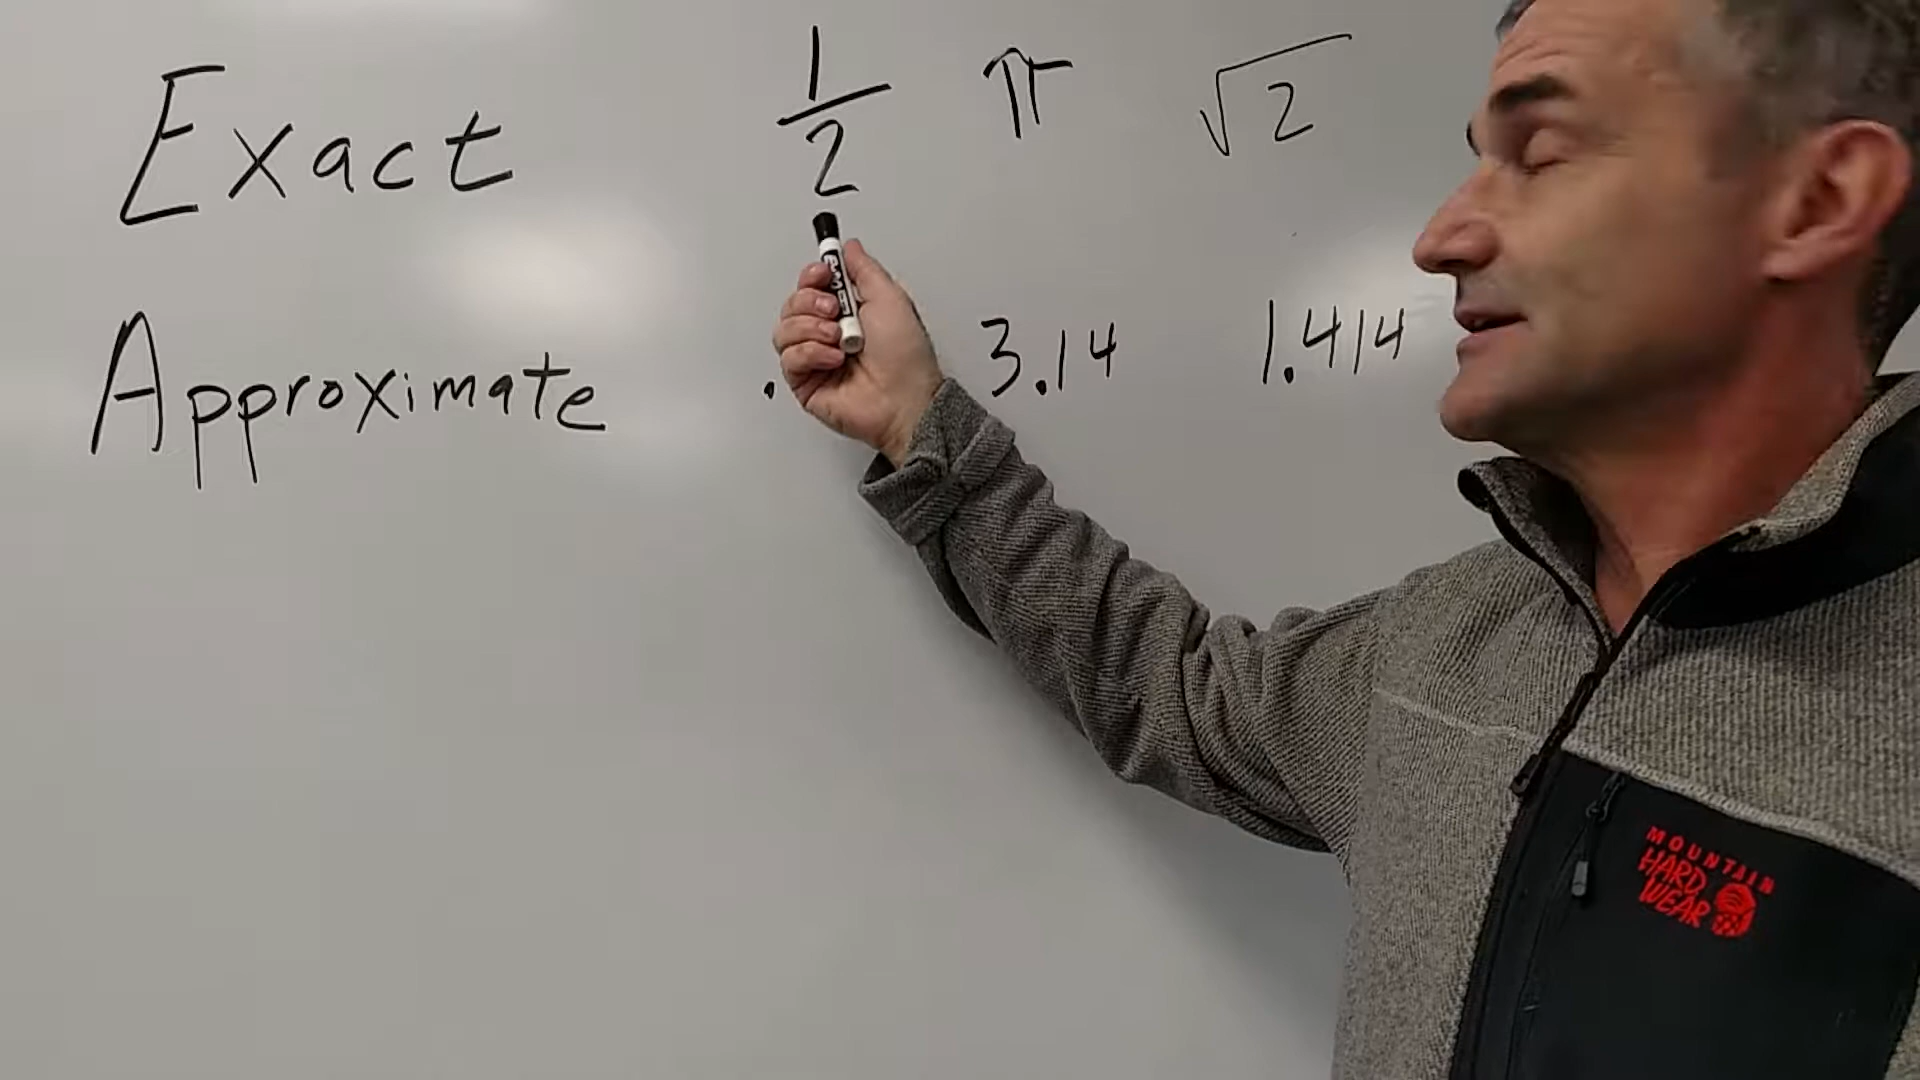 Exact 1/2 π √2
Approximate . 3.14 1.414
MOUNTAIN
HARD
WEAR